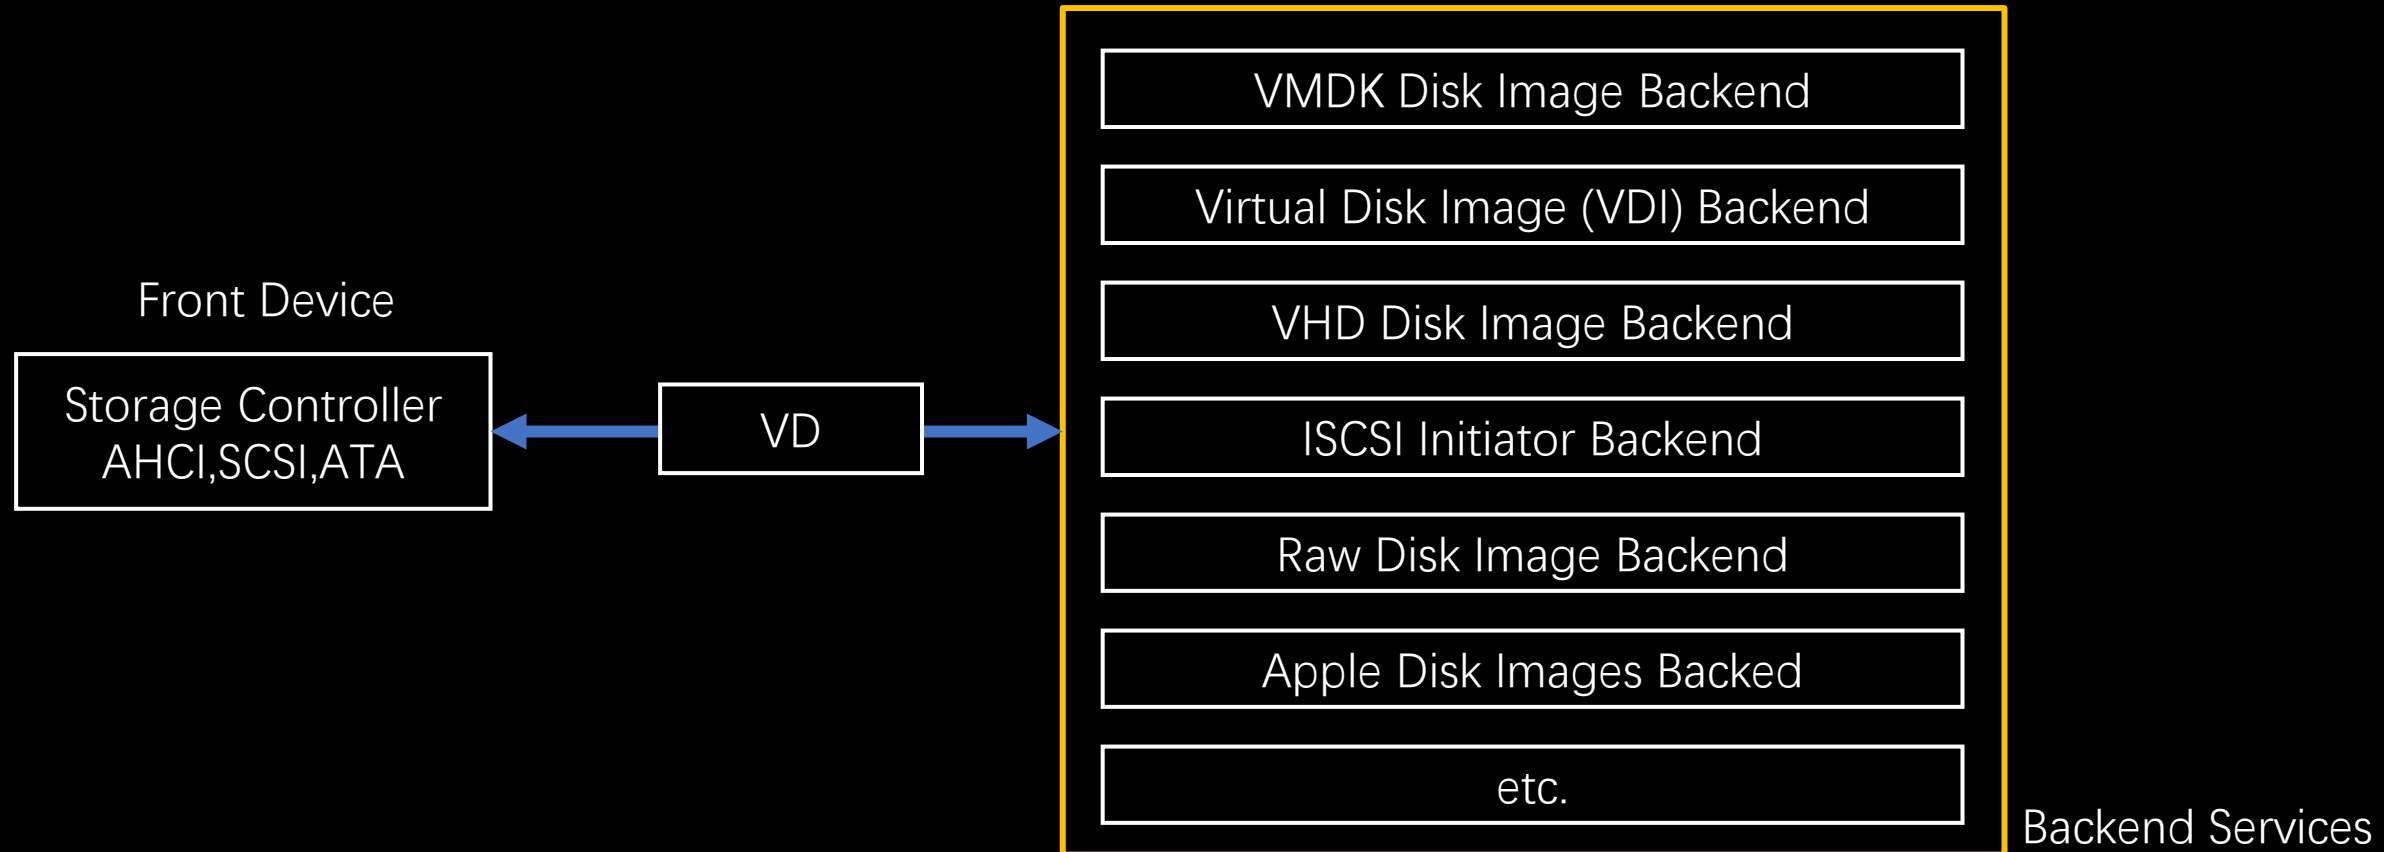 Front Device
Storage Controller
AHCI,SCSI,ATA
VD
VMDK Disk Image Backend
Virtual Disk Image (VDI) Backend
VHD Disk Image Backend
ISCSI Initiator Backend
Raw Disk Image Backend
Apple Disk Images Backed
etc.
Backend Services